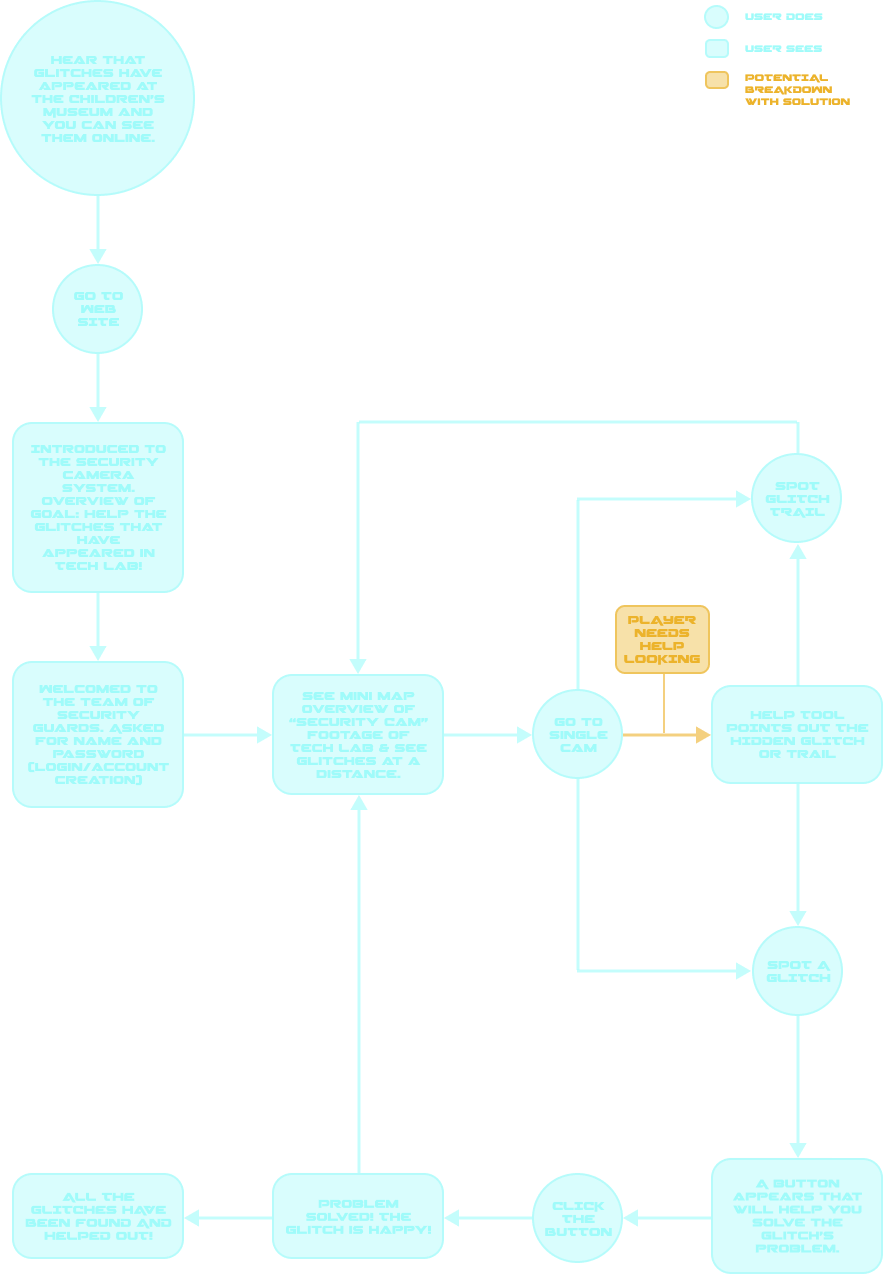 USER DOES
USER SEES
POTENTIAL
BREAKDOWN
WITH SOLUTION
HEAR THAT
GLITCHES HAVE
APPEARED AT
THE CHILDREN'S
MUSEUM AND
YOU CAN SEE
THEM ONLINE.
GO TO
WEB
SITE
INTRODUCED TO
THE SECURITY
CAMERA
SYSTEM.
OVERVIEW OF
GOAL: HELP THE
GLITCHES THAT
HAVE
APPEARED IN
TECH LAB!
WELCOMED TO
THE TEAM OF
SECURITY
GUARDS. ASKED
FOR NAME AND
PASSWORD
(LOGIN/ACCOUNT
CREATION)
SEE MINI MAP
OVERVIEW OF
“SECURITY CAM”
FOOTAGE OF
TECH LAB & SEE
GLITCHES AT A
DISTANCE.
GO TO
SINGLE
CAM
PLAYER
NEEDS
HELP
LOOKING
SPOT
GLITCH
TRAIL
HELP TOOL
POINTS OUT THE
HIDDEN GLITCH
OR TRAIL
SPOT A
GLITCH
A BUTTON
APPEARS THAT
WILL HELP YOU
SOLVE THE
GLITCH'S
PROBLEM.
CLICK
THE
BUTTON
PROBLEM
SOLVED! THE
GLITCH IS HAPPY!
ALL THE
GLITCHES HAVE
BEEN FOUND AND
HELPED OUT!